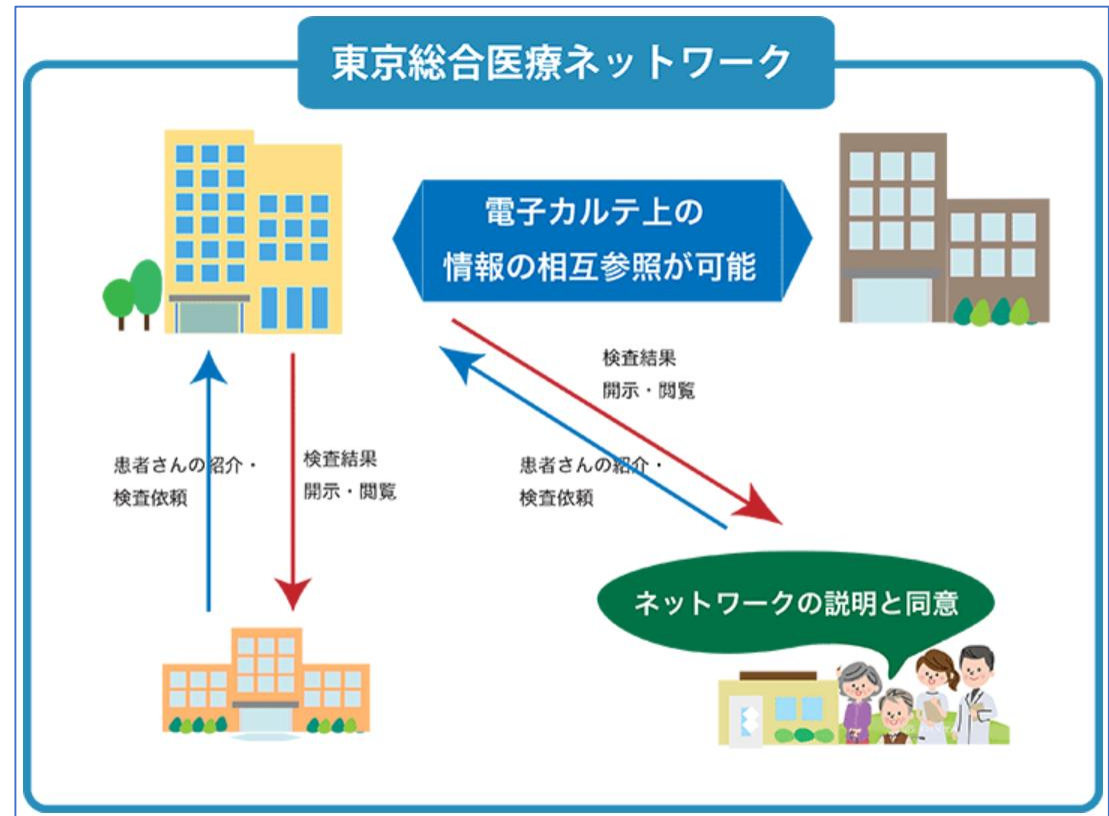 東京総合医療ネットワーク
電子カルテ上の
情報の相互参照が可能
検査結果
開示・閲覧
患者さんの紹介・
検査依頼
検査結果
開示・閲覧
患者さんの紹介・
検査依頼
ネットワークの説明と同意